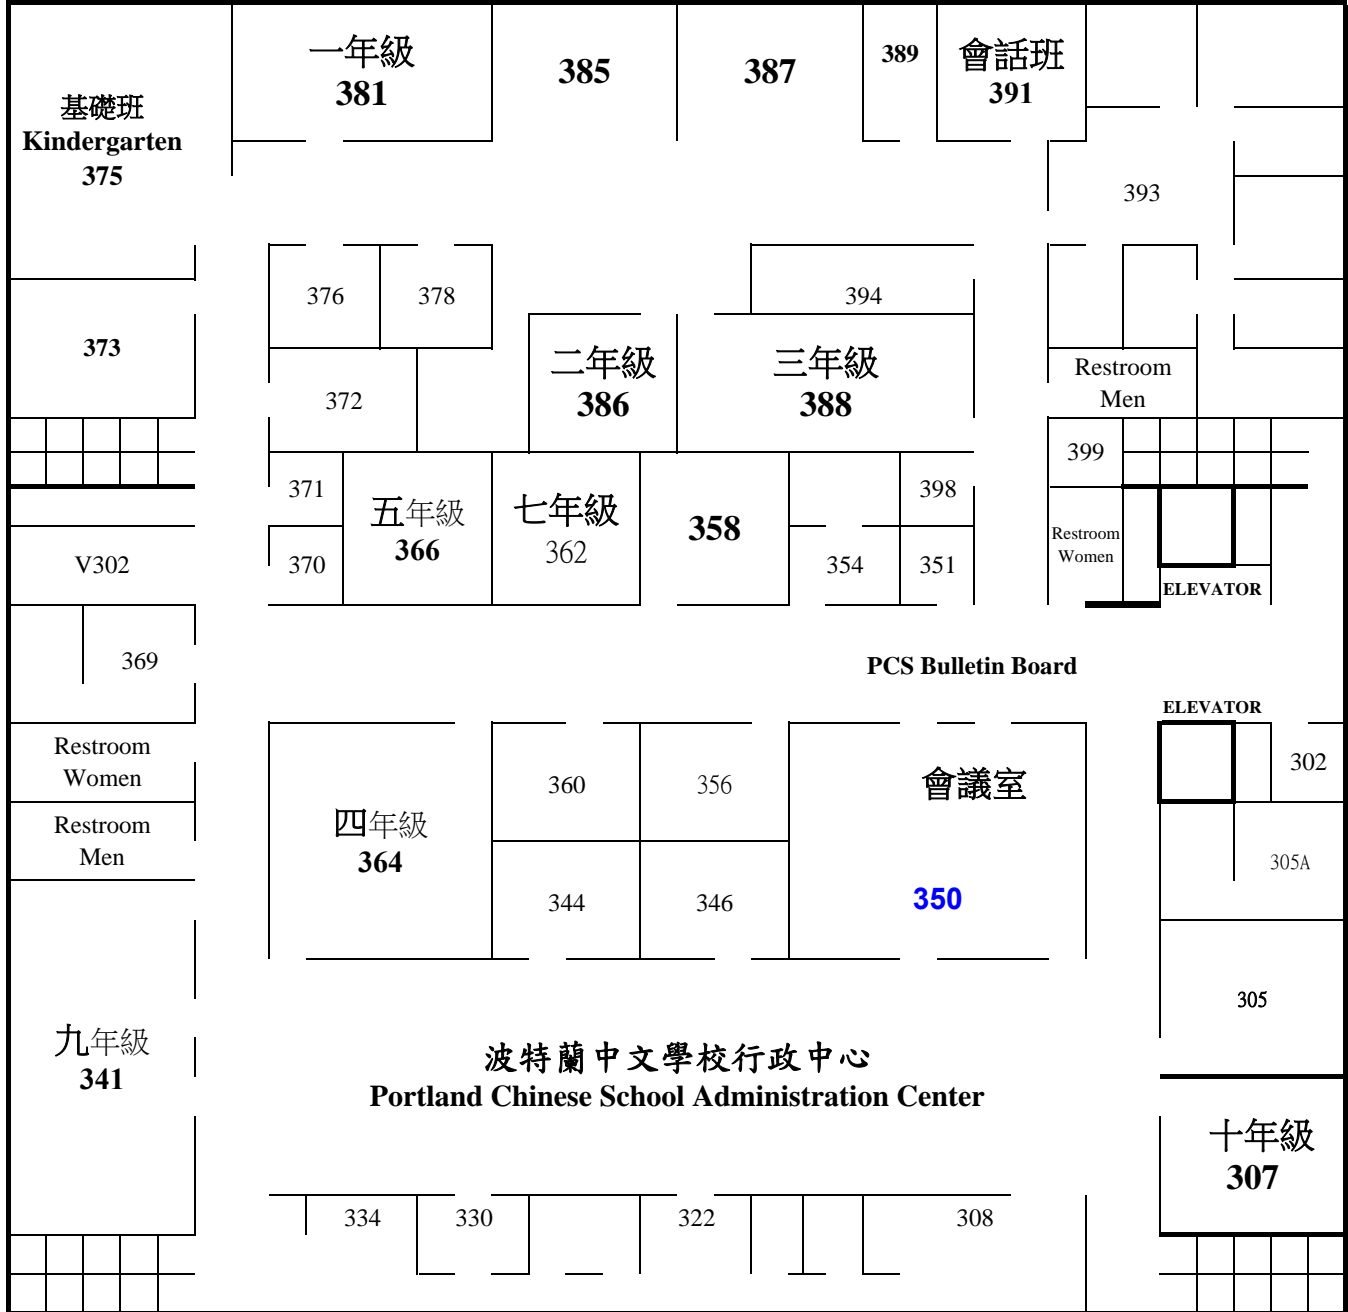 一年級
381
385
387
389
會話班
391
基礎班
Kindergarten
375
393
376
378
394
373
二年級
386
三年級
388
Restroom
Men
372
399
371
五年級
366
七年級
362
358
398
Restroom
Women
V302
370
354
351
ELEVATOR
369
PCS Bulletin Board
ELEVATOR
Restroom
Women
360
356
會議室
302
Restroom
Men
四年級
364
305A
344
346
350
305
九年級
341
波特蘭中文學校行政中心
Portland Chinese School Administration Center
十年級
307
334
330
322
308